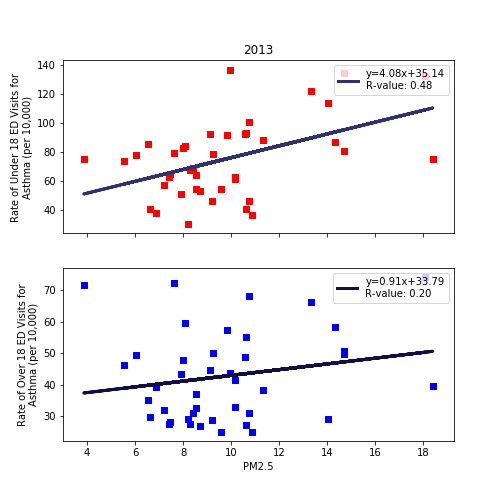 2013
Rate of Under 18 ED Visits for
Asthma (per 10,000)
140
120
100
80
60
40
y=4.08x+35.14
R-value: 0.48
Rate of Over 18 ED Visits for
Asthma (per 10,000)
70
60
50
40
30
y=0.91x+33.79
R-value: 0.20
4 6 8 10 12 14 16 18
PM2.5